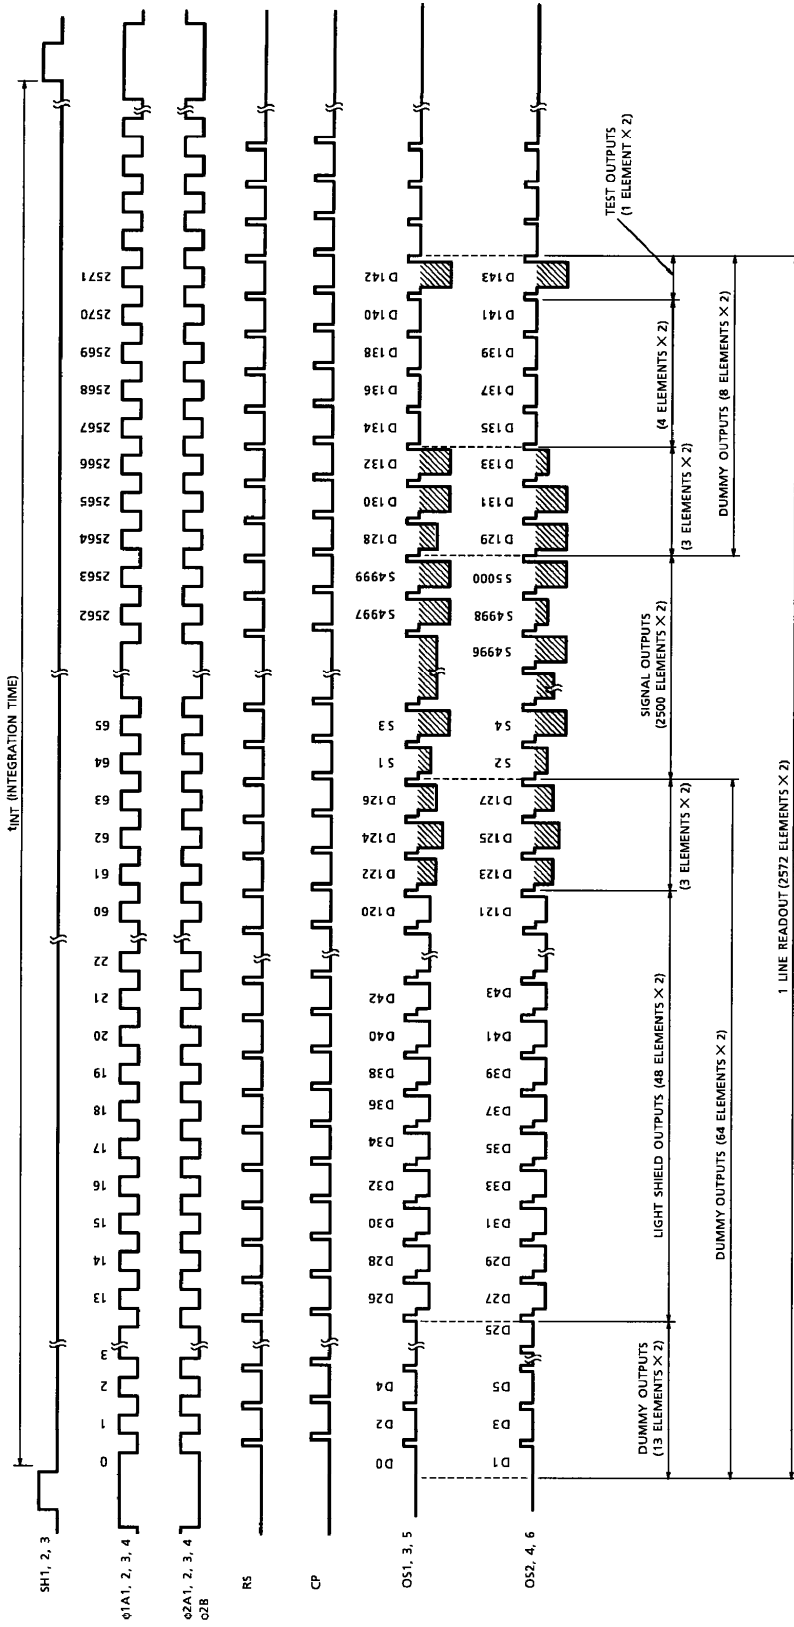 tINT (INTEGRATION TIME)
SH1, 2, 3
0 1 2 3 13 14 15 16 17 18 19 20 21 22 60 61 62 63 64 65 2562 2563 2564 2565 2566 2567 2568 2569 2570 2571
φ1A1, 2, 3, 4
φ2A1, 2, 3, 4
φ2B
RS
CP
D0 D2 D4 D26 D28 D30 D32 D34 D36 D38 D40 D42 D120 D122 D124 D126 S1 S3 S4997 S4999 D128 D130 D132 D134 D136 D138 D140 D142
OS1, 3, 5
D1 D3 D5 D25 D27 D29 D31 D33 D35 D37 D39 D41 D43 D121 D123 D125 D127 S2 S4 S4996 S4998 S5000 D129 D131 D133 D135 D137 D139 D141 D143
OS2, 4, 6
TEST OUTPUTS
(1 ELEMENT × 2)
DUMMY OUTPUTS
(13 ELEMENTS × 2)
LIGHT SHIELD OUTPUTS (48 ELEMENTS × 2)
(3 ELEMENTS × 2)
SIGNAL OUTPUTS
(2500 ELEMENTS × 2)
(3 ELEMENTS × 2)
(4 ELEMENTS × 2)
DUMMY OUTPUTS (64 ELEMENTS × 2)
DUMMY OUTPUTS (8 ELEMENTS × 2)
1 LINE READOUT (2572 ELEMENTS × 2)